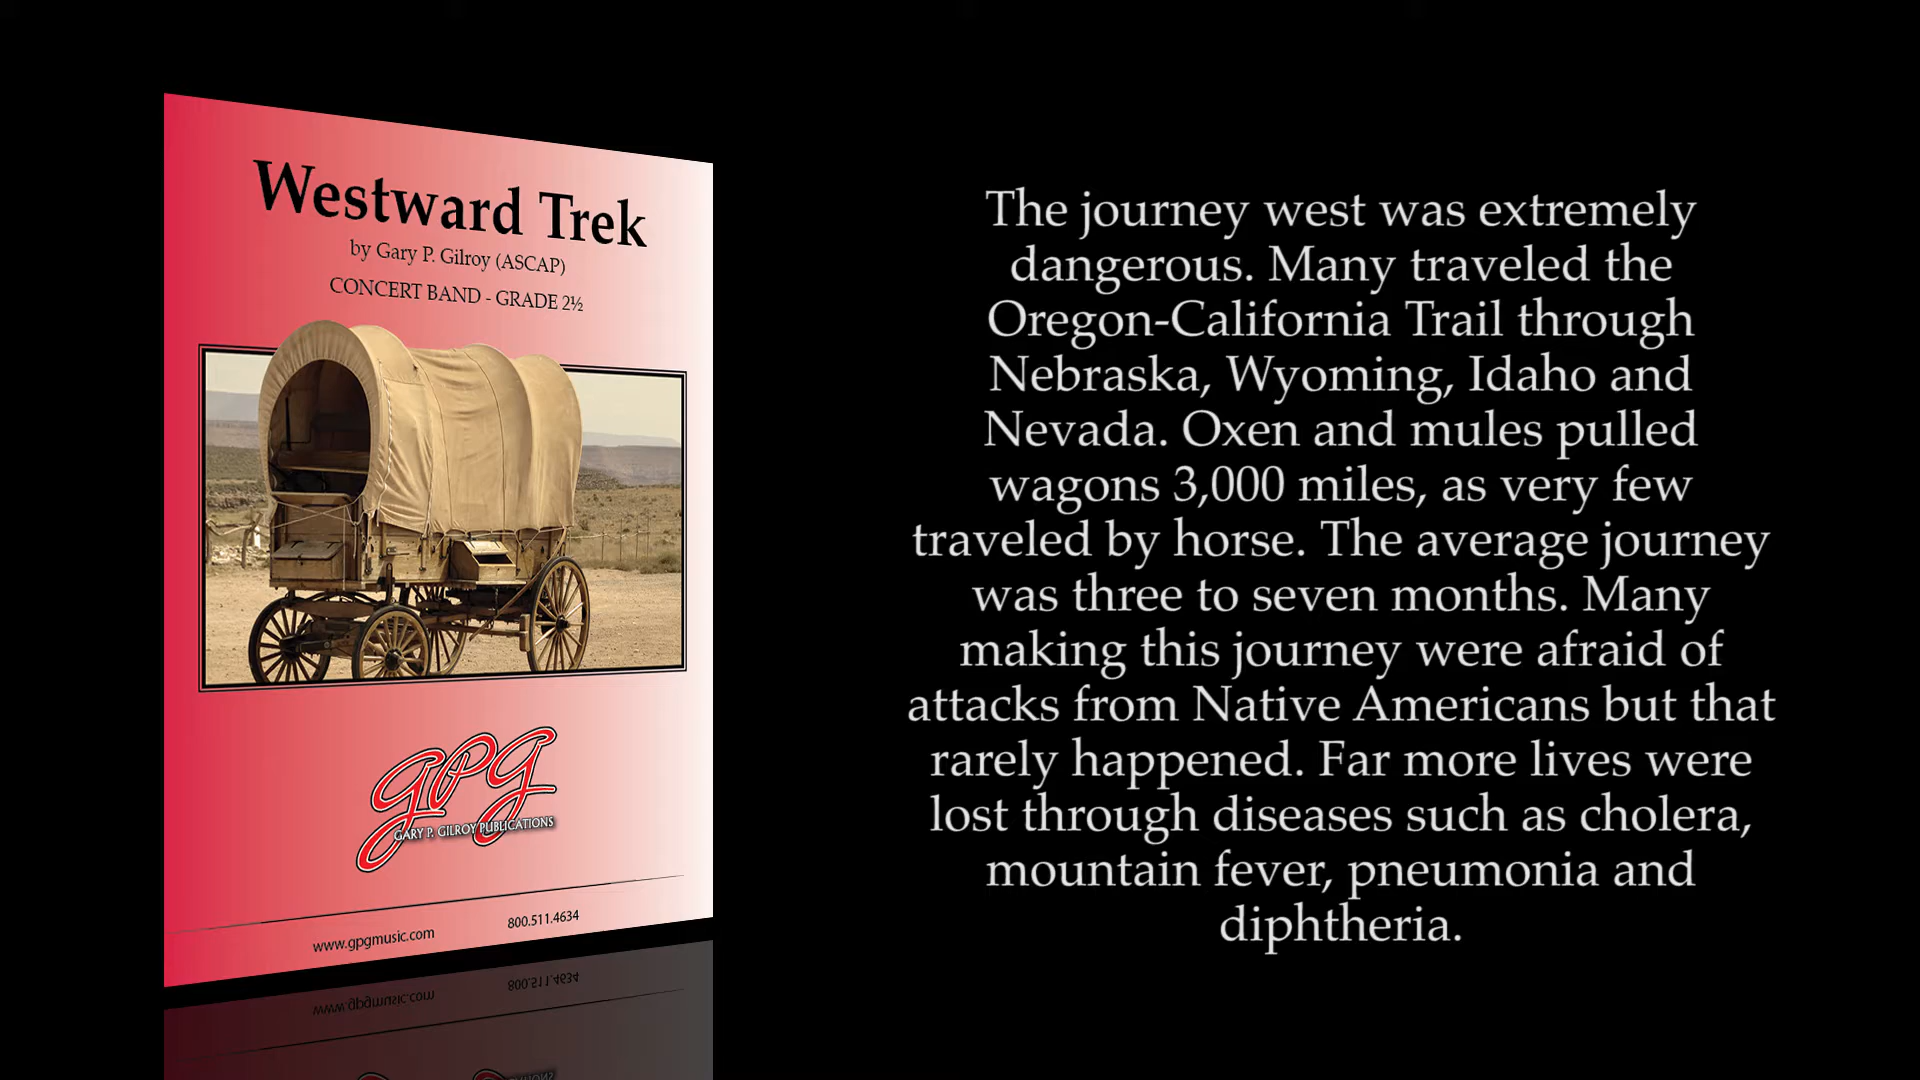 Westward Trek
by Gary P. Gilroy (ASCAP)
CONCERT BAND - GRADE 2½
gpg
GARY P. GILROY PUBLICATIONS
www.gpgmusic.com
800.511.4634
The journey west was extremely
dangerous. Many traveled the
Oregon-California Trail through
Nebraska, Wyoming, Idaho and
Nevada. Oxen and mules pulled
wagons 3,000 miles, as very few
traveled by horse. The average journey
was three to seven months. Many
making this journey were afraid of
attacks from Native Americans but that
rarely happened. Far more lives were
lost through diseases such as cholera,
mountain fever, pneumonia and
diphtheria.